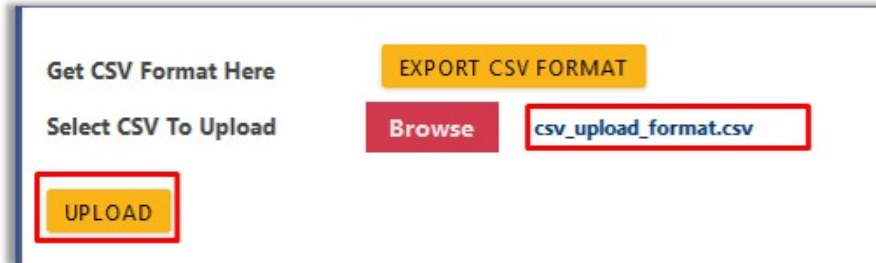 Get CSV Format Here EXPORT CSV FORMAT
Select CSV To Upload Browse csv_upload_format.csv
UPLOAD